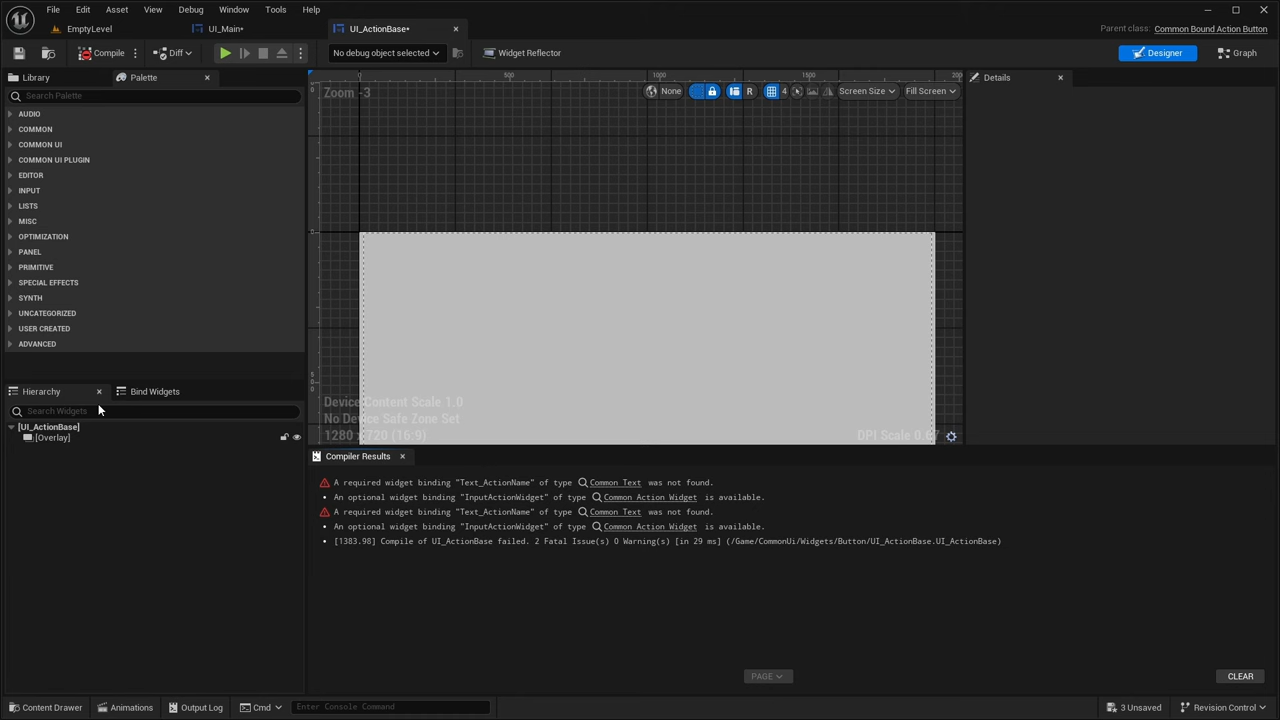 File Edit Asset View Debug Window Tools Help
EmptyLevel UI_Main* UI_ActionBase* Parent class: Common Bound Action Button
Compile Diff No debug object selected Widget Reflector Designer Graph
Library Palette Details
Search Palette
AUDIO
COMMON
COMMON UI
COMMON UI PLUGIN
EDITOR
INPUT
LISTS
MISC
OPTIMIZATION
PANEL
PRIMITIVE
SPECIAL EFFECTS
SYNTH
UNCATEGORIZED
USER CREATED
ADVANCED
0 500 1000 1500 200
Zoom -3 None R 4 Screen Size Fill Screen
Device Content Scale 1.0
No Device Safe Zone Set
1280 x 720 (16:9)
Hierarchy Bind Widgets
Search Widgets
[UI_ActionBase]
[Overlay]
Compiler Results
A required widget binding "Text_ActionName" of type Common Text was not found.
• An optional widget binding "InputActionWidget" of type Common Action Widget is available.
A required widget binding "Text_ActionName" of type Common Text was not found.
• An optional widget binding "InputActionWidget" of type Common Action Widget is available.
• [1383.98] Compile of UI_ActionBase failed. 2 Fatal Issue(s) 0 Warning(s) [in 29 ms] (/Game/CommonUi/Widgets/Button/UI_ActionBase.UI_ActionBase)
PAGE CLEAR
Content Drawer Animations Output Log Cmd Enter Console Command 3 Unsaved Revision Control